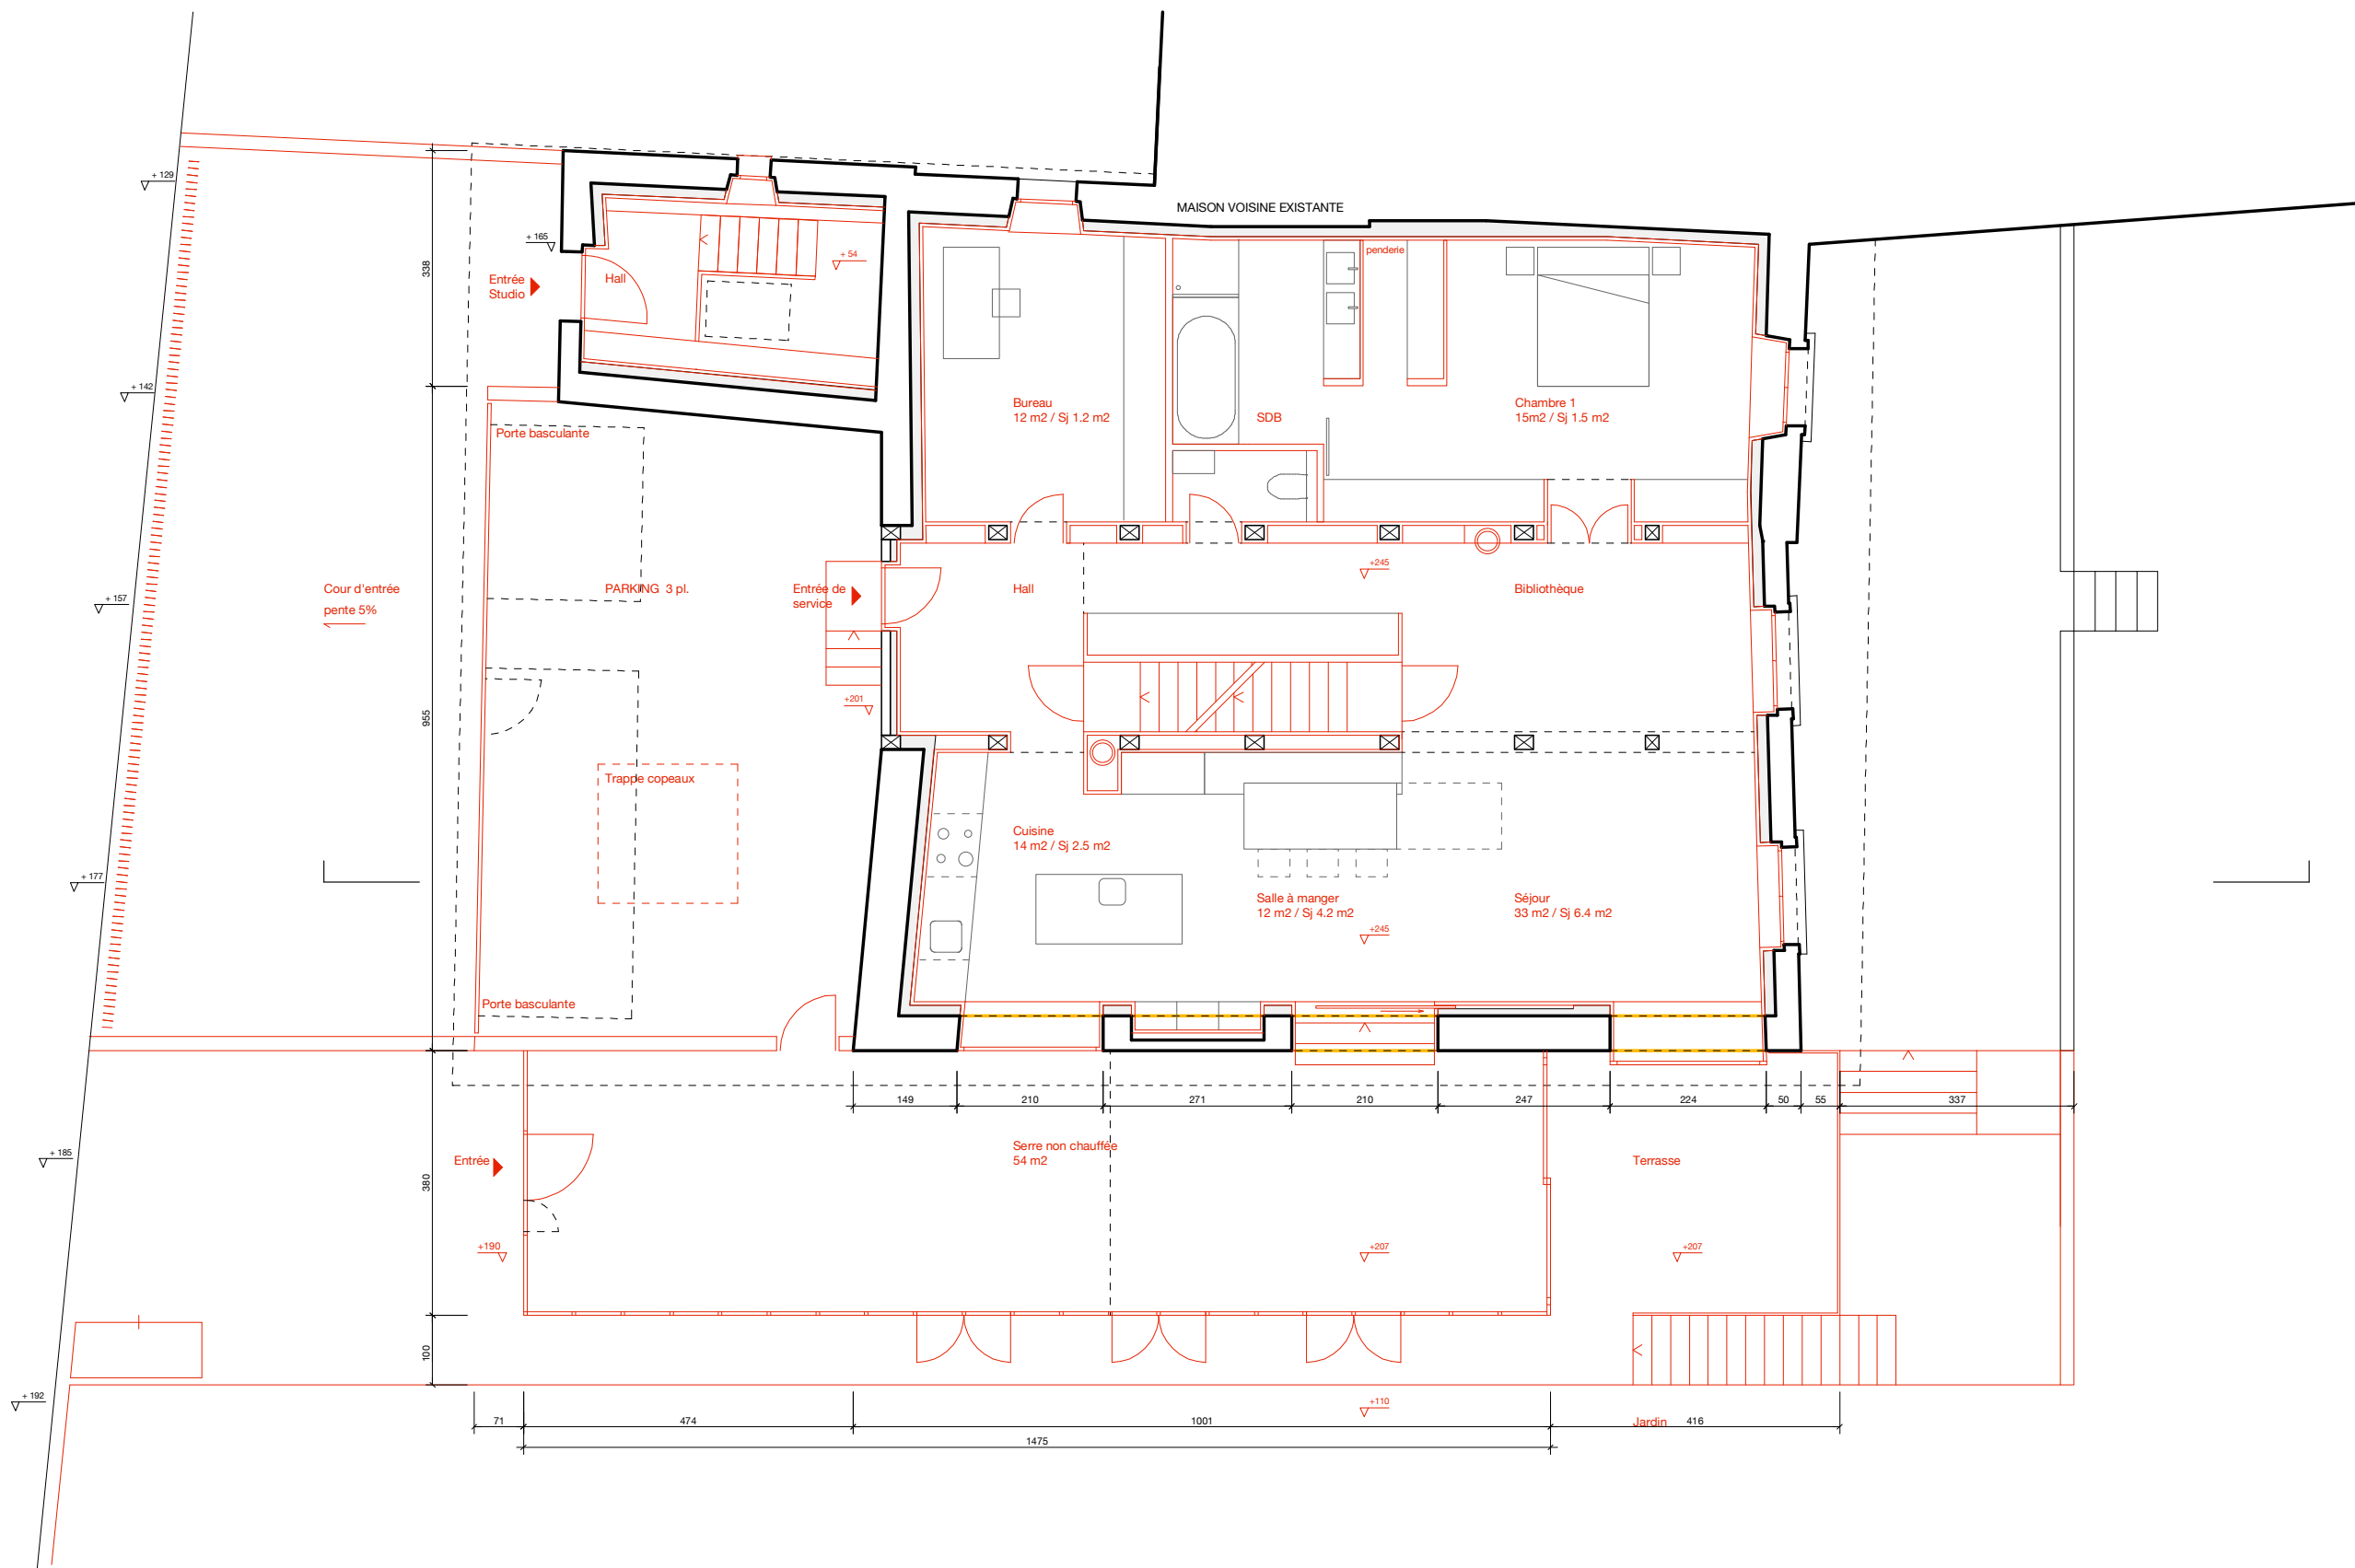 MAISON VOISINE EXISTANTE
+ 129
+ 165
+ 54
penderie
338
Entrée
Studio
Hall
+ 142
Bureau
12 m2 / Sj 1.2 m2
SDB
Chambre 1
15m2 / Sj 1.5 m2
Porte basculante
+245
Cour d'entrée
pente 5%
PARKING 3 pl.
Entrée de
service
Hall
Bibliothèque
+ 157
+201
955
Trappe copeaux
Cuisine
14 m2 / Sj 2.5 m2
+ 177
Salle à manger
12 m2 / Sj 4.2 m2
Séjour
33 m2 / Sj 6.4 m2
+245
Porte basculante
149
210
271
210
247
224
50
55
337
+ 185
Entrée
Serre non chauffée
54 m2
Terrasse
380
+190
+207
+207
100
+ 192
+110
71
474
1001
Jardin
416
1475